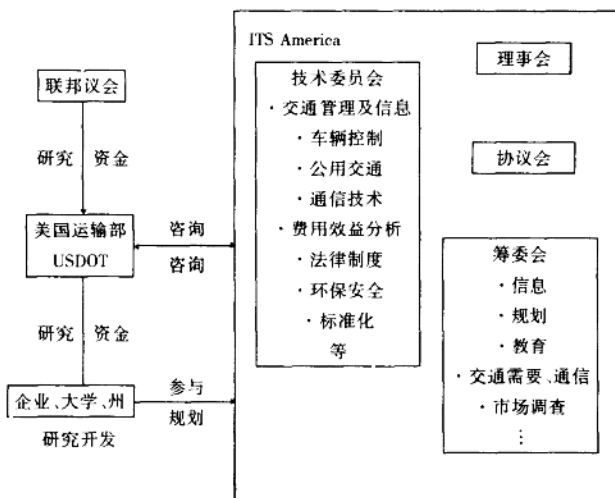 联邦议会
研究 资金
美国运输部
USDOT
研究 资金
企业、大学、州
研究开发
咨询
咨询
参与
规划
ITS America
技术委员会
·交通管理及信息
·车辆控制
·公用交通
·通信技术
·费用效益分析
·法律制度
·环保安全
·标准化
等
理事会
协议会
筹委会
·信息
·规划
·教育
·交通需要、通信
·市场调查
⋮